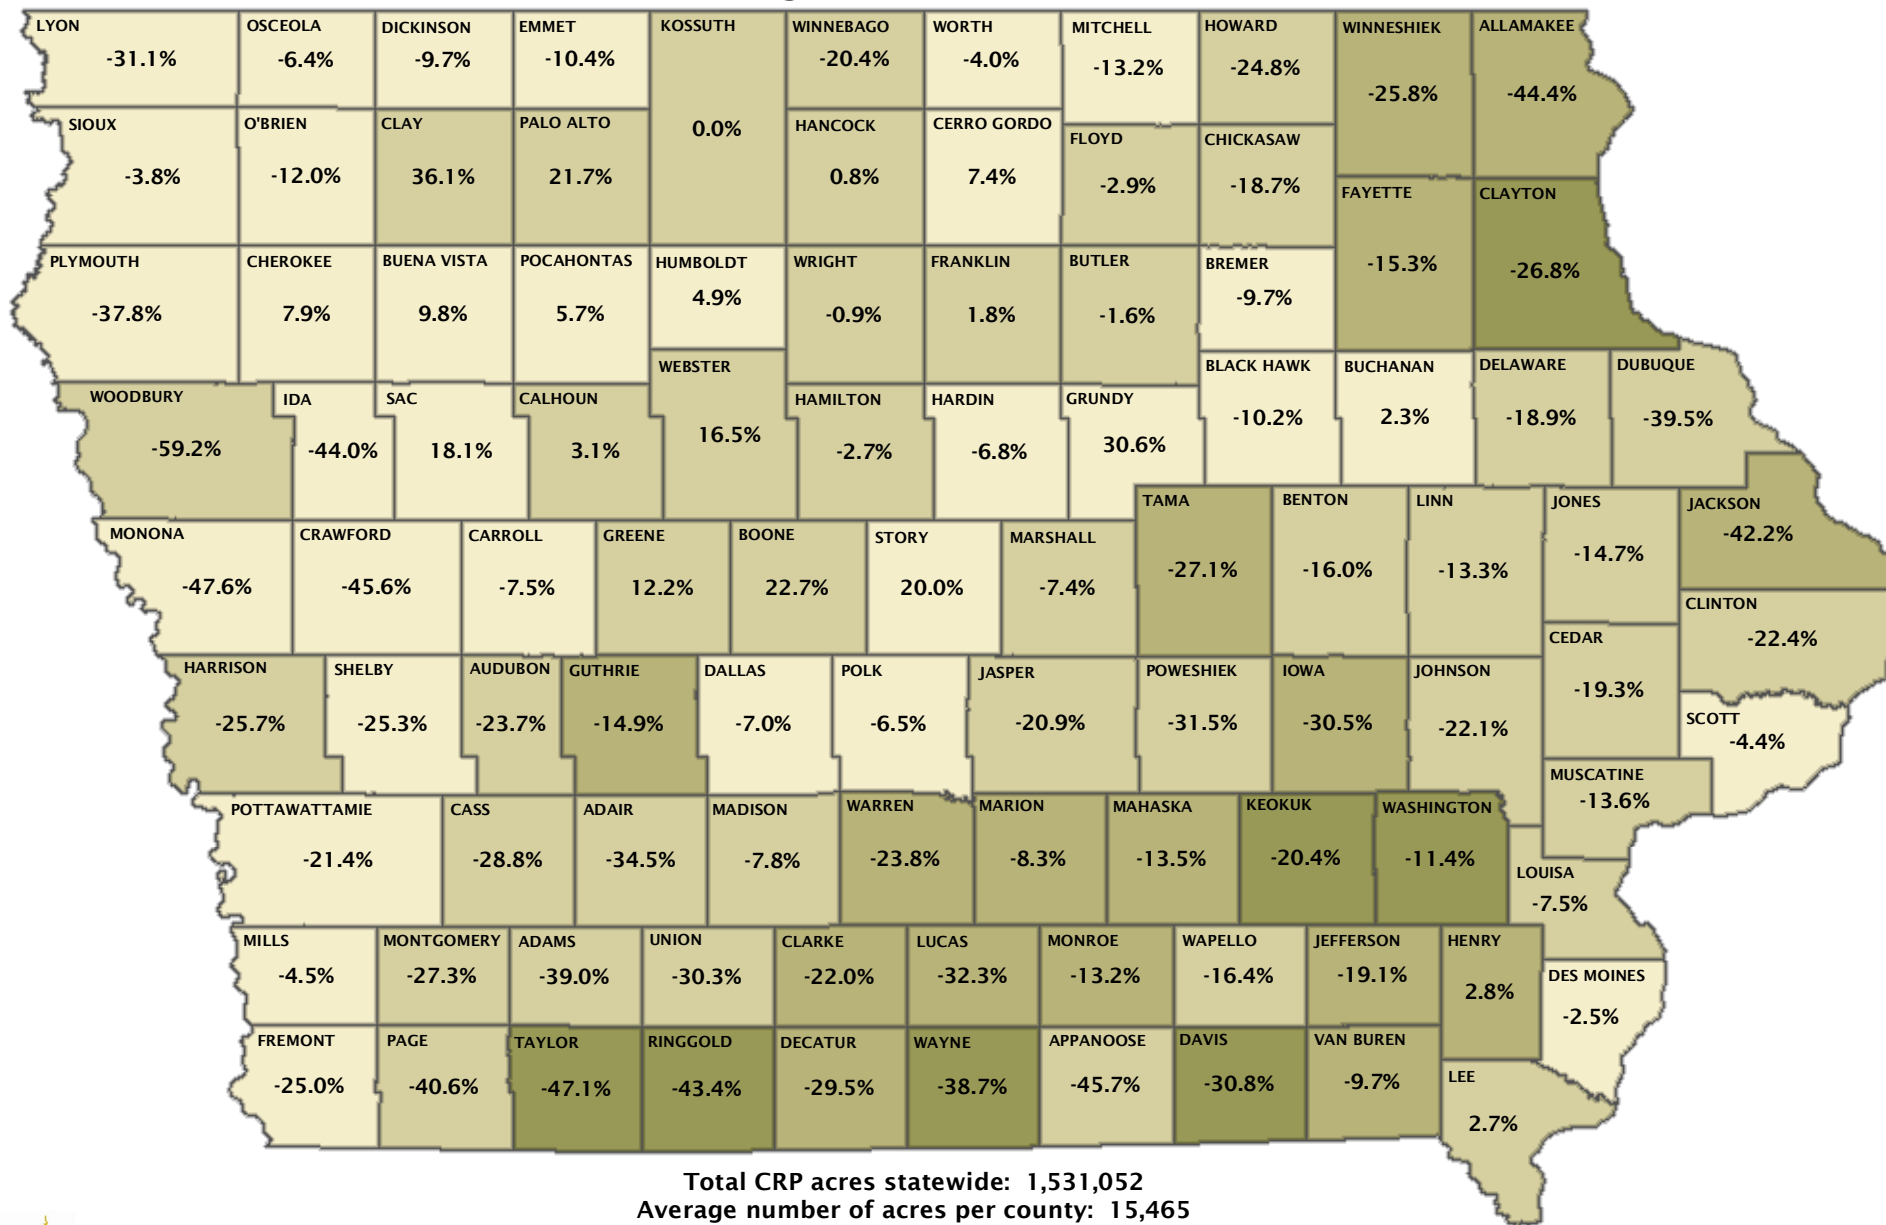 LYON
-31.1%
OSCEOLA
-6.4%
DICKINSON
-9.7%
EMMET
-10.4%
KOSSUTH
0.0%
WINNEBAGO
-20.4%
WORTH
-4.0%
MITCHELL
-13.2%
HOWARD
-24.8%
WINNESHIEK
-25.8%
ALLAMAKEE
-44.4%
SIOUX
-3.8%
O'BRIEN
-12.0%
CLAY
36.1%
PALO ALTO
21.7%
HANCOCK
0.8%
CERRO GORDO
7.4%
FLOYD
-2.9%
CHICKASAW
-18.7%
FAYETTE
-15.3%
CLAYTON
-26.8%
PLYMOUTH
-37.8%
CHEROKEE
7.9%
BUENA VISTA
9.8%
POCAHONTAS
5.7%
HUMBOLDT
4.9%
WRIGHT
-0.9%
FRANKLIN
1.8%
BUTLER
-1.6%
BREMER
-9.7%
WOODBURY
-59.2%
IDA
-44.0%
SAC
18.1%
CALHOUN
3.1%
WEBSTER
16.5%
HAMILTON
-2.7%
HARDIN
-6.8%
GRUNDY
30.6%
BLACK HAWK
-10.2%
BUCHANAN
2.3%
DELAWARE
-18.9%
DUBUQUE
-39.5%
MONONA
-47.6%
CRAWFORD
-45.6%
CARROLL
-7.5%
GREENE
12.2%
BOONE
22.7%
STORY
20.0%
MARSHALL
-7.4%
TAMA
-27.1%
BENTON
-16.0%
LINN
-13.3%
JONES
-14.7%
JACKSON
-42.2%
CLINTON
-22.4%
CEDAR
-19.3%
HARRISON
-25.7%
SHELBY
-25.3%
AUDUBON
-23.7%
GUTHRIE
-14.9%
DALLAS
-7.0%
POLK
-6.5%
JASPER
-20.9%
POWESHIEK
-31.5%
IOWA
-30.5%
JOHNSON
-22.1%
SCOTT
-4.4%
MUSCATINE
-13.6%
POTTAWATTAMIE
-21.4%
CASS
-28.8%
ADAIR
-34.5%
MADISON
-7.8%
WARREN
-23.8%
MARION
-8.3%
MAHASKA
-13.5%
KEOKUK
-20.4%
WASHINGTON
-11.4%
LOUISA
-7.5%
MILLS
-4.5%
MONTGOMERY
-27.3%
ADAMS
-39.0%
UNION
-30.3%
CLARKE
-22.0%
LUCAS
-32.3%
MONROE
-13.2%
WAPELLO
-16.4%
JEFFERSON
-19.1%
HENRY
2.8%
DES MOINES
-2.5%
FREMONT
-25.0%
PAGE
-40.6%
TAYLOR
-47.1%
RINGGOLD
-43.4%
DECATUR
-29.5%
WAYNE
-38.7%
APPANOOSE
-45.7%
DAVIS
-30.8%
VAN BUREN
-9.7%
LEE
2.7%
Total CRP acres statewide: 1,531,052
Average number of acres per county: 15,465